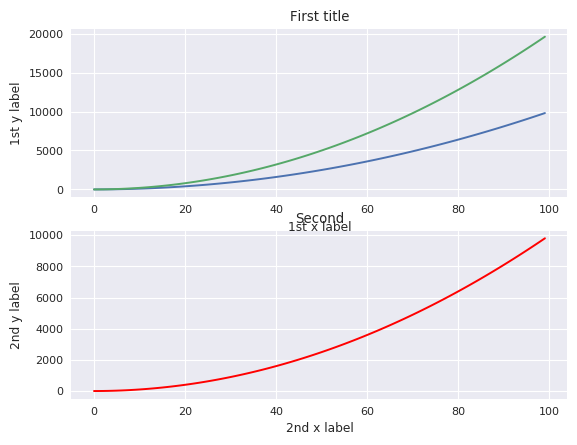 First title
20000
15000
10000
5000
0
1st y label
0 20 40 60 80 100
1st x label
Second
10000
8000
6000
4000
2000
0
2nd y label
0 20 40 60 80 100
2nd x label